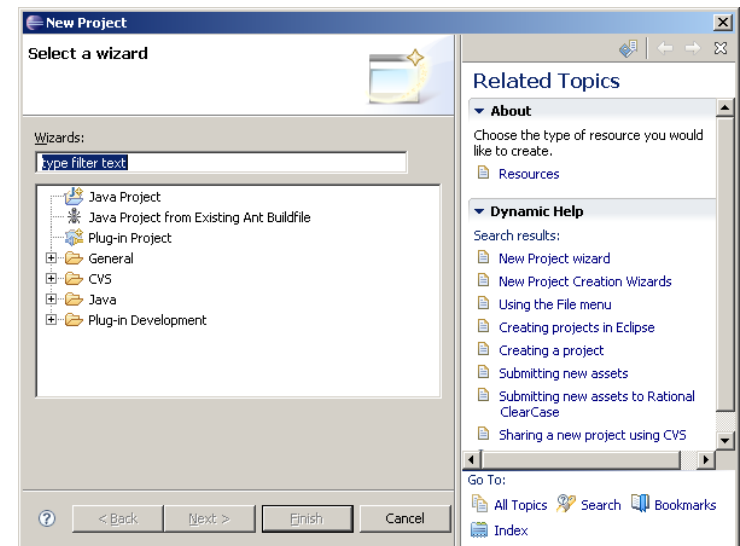 New Project
Select a wizard
Wizards:
type filter text
Java Project
Java Project from Existing Ant Buildfile
Plug-in Project
General
CVS
Java
Plug-in Development
< Back
Next >
Finish
Cancel
Related Topics
About
Choose the type of resource you would
like to create.
Resources
Dynamic Help
Search results:
New Project wizard
New Project Creation Wizards
Using the File menu
Creating projects in Eclipse
Creating a project
Submitting new assets
Submitting new assets to Rational
ClearCase
Sharing a new project using CVS
Go To:
All Topics
Search
Bookmarks
Index